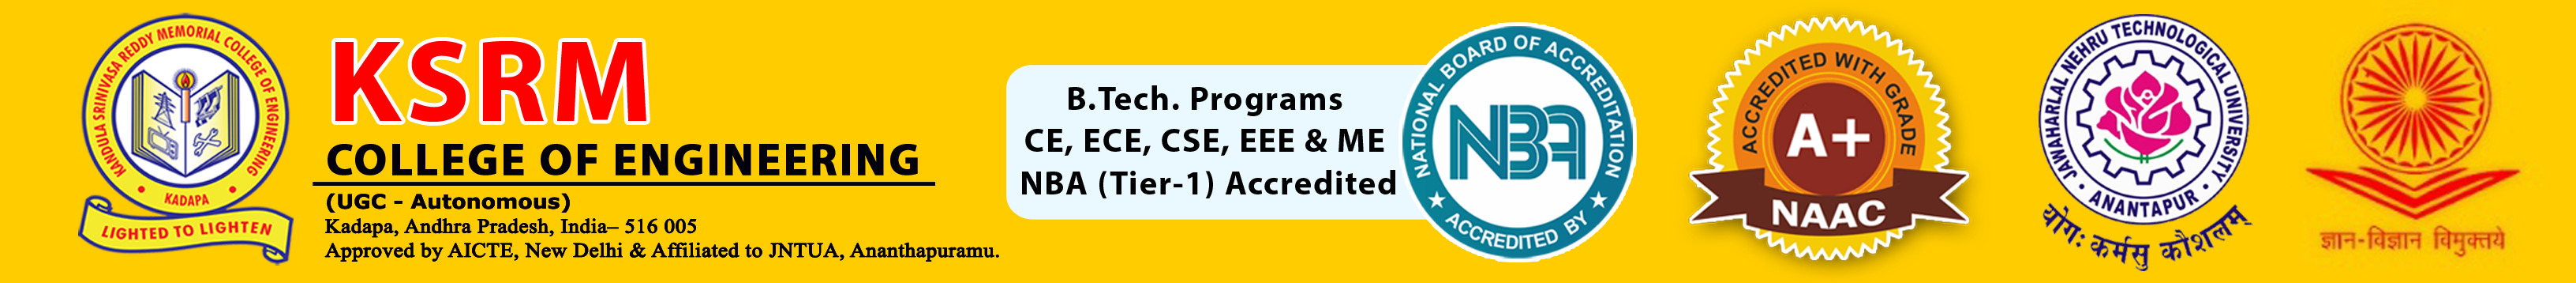 KANDULA SRINIVASA REDDY MEMORIAL COLLEGE OF ENGINEERING
KADAPA
LIGHTED TO LIGHTEN
KSRM
COLLEGE OF ENGINEERING
(UGC - Autonomous)
Kadapa, Andhra Pradesh, India– 516 005
Approved by AICTE, New Delhi & Affiliated to JNTUA, Ananthapuramu.
B.Tech. Programs
CE, ECE, CSE, EEE & ME
NBA (Tier-1) Accredited
NATIONAL BOARD OF ACCREDITATION
NBA
★ ACCREDITED BY ★
ACCREDITED WITH GRADE
A+
NAAC
JAWAHARLAL NEHRU TECHNOLOGICAL UNIVERSITY
• ANANTAPUR •
योगः कर्मसु कौशलम्
ज्ञान-विज्ञान विमुक्तये